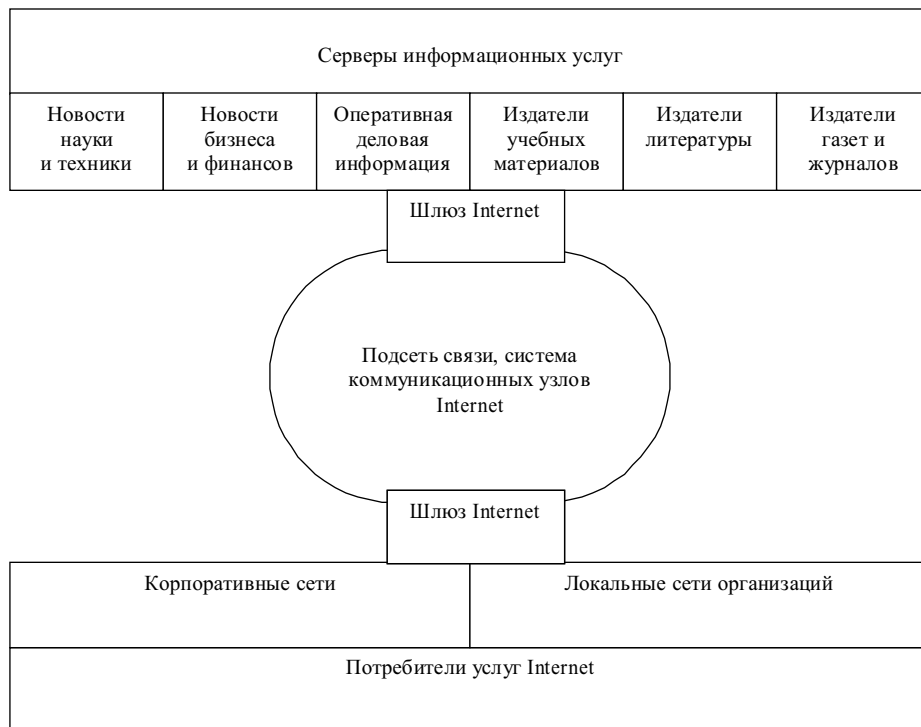 Серверы информационных услуг
Новости
науки
и техники
Новости
бизнеса
и финансов
Оперативная
деловая
информация
Издатели
учебных
материалов
Издатели
литературы
Издатели
газет и
журналов
Шлюз Internet
Подсеть связи, система
коммуникационных узлов
Internet
Шлюз Internet
Корпоративные сети
Локальные сети организаций
Потребители услуг Internet